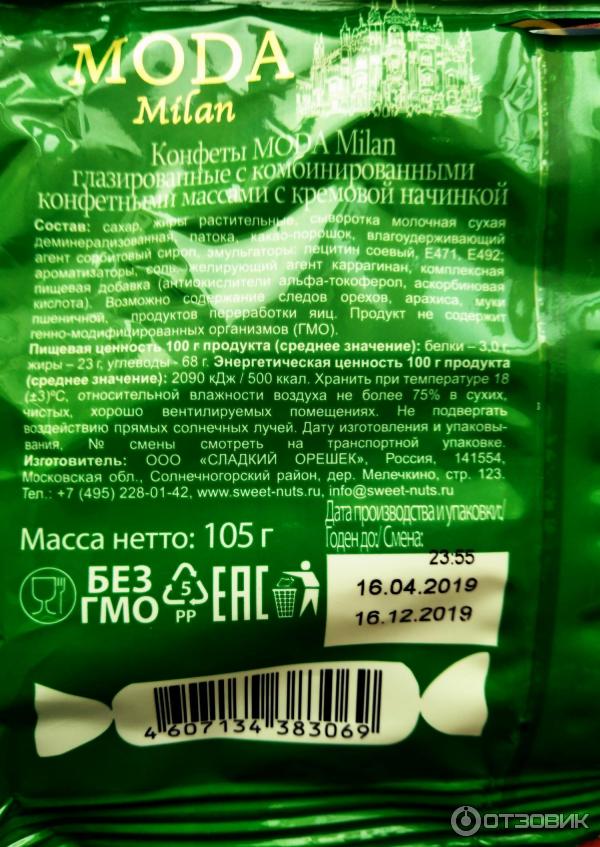 MODA
Milan
Конфеты MODA Milan
глазированные с комбинированными
конфетными массами с кремовой начинкой
Состав: сахар, жиры растительные, сыворотка молочная сухая
деминерализованная, патока, какао-порошок, влагоудерживающий
агент сорбитовый сироп, эмульгаторы: лецитин соевый, Е471, Е492;
ароматизаторы, соль, желирующий агент каррагинан, комплексная
пищевая добавка (антиокислители альфа-токоферол, аскорбиновая
кислота). Возможно содержание следов орехов, арахиса, муки
пшеничной, продуктов переработки яиц. Продукт не содержит
генно-модифицированных организмов (ГМО).
Пищевая ценность 100 г продукта (среднее значение): белки – 3,0 г,
жиры – 23 г, углеводы - 68 г. Энергетическая ценность 100 г продукта
(среднее значение): 2090 кДж / 500 ккал. Хранить при температуре 18
(±3)ºС, относительной влажности воздуха не более 75% в сухих,
чистых, хорошо вентилируемых помещениях. Не подвергать
воздействию прямых солнечных лучей. Дату изготовления и упаковы-
вания, № смены смотреть на транспортной упаковке.
Изготовитель: ООО «СЛАДКИЙ ОРЕШЕК», Россия, 141554,
Московская обл., Солнечногорский район, дер. Мелечкино, стр. 123.
Тел.: +7 (495) 228-01-42, www.sweet-nuts.ru, info@sweet-nuts.ru
Масса нетто: 105 г
Дата производства и упаковки:/
Годен до:/ Смена:
23:55
16.04.2019
16.12.2019
БЕЗ
ГМО
5
PP
EAC
4 607134 383069
ОТЗОВИК